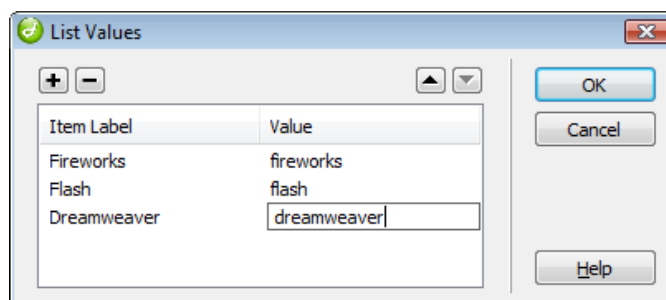 List Values
OK
Item Label Value
Cancel
Fireworks fireworks
Flash flash
Dreamweaver dreamweaver
Help